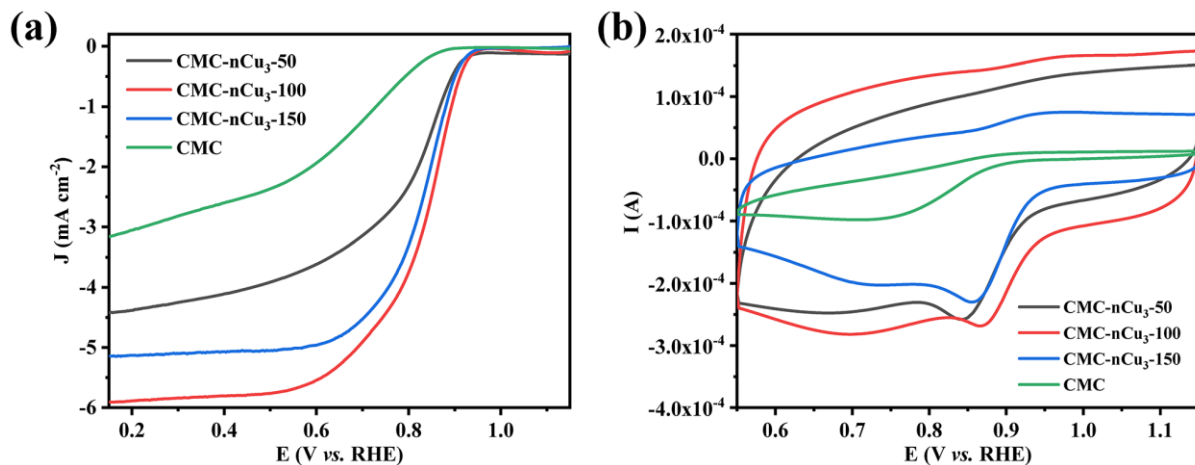 (a)
0
-1
-2
-3
-4
-5
-6
J (mA cm⁻²)
CMC-nCu₃-50
CMC-nCu₃-100
CMC-nCu₃-150
CMC
0.2 0.4 0.6 0.8 1.0
E (V vs. RHE)
(b)
2.0x10⁻⁴
1.0x10⁻⁴
0.0
-1.0x10⁻⁴
-2.0x10⁻⁴
-3.0x10⁻⁴
-4.0x10⁻⁴
I (A)
CMC-nCu₃-50
CMC-nCu₃-100
CMC-nCu₃-150
CMC
0.6 0.7 0.8 0.9 1.0 1.1
E (V vs. RHE)